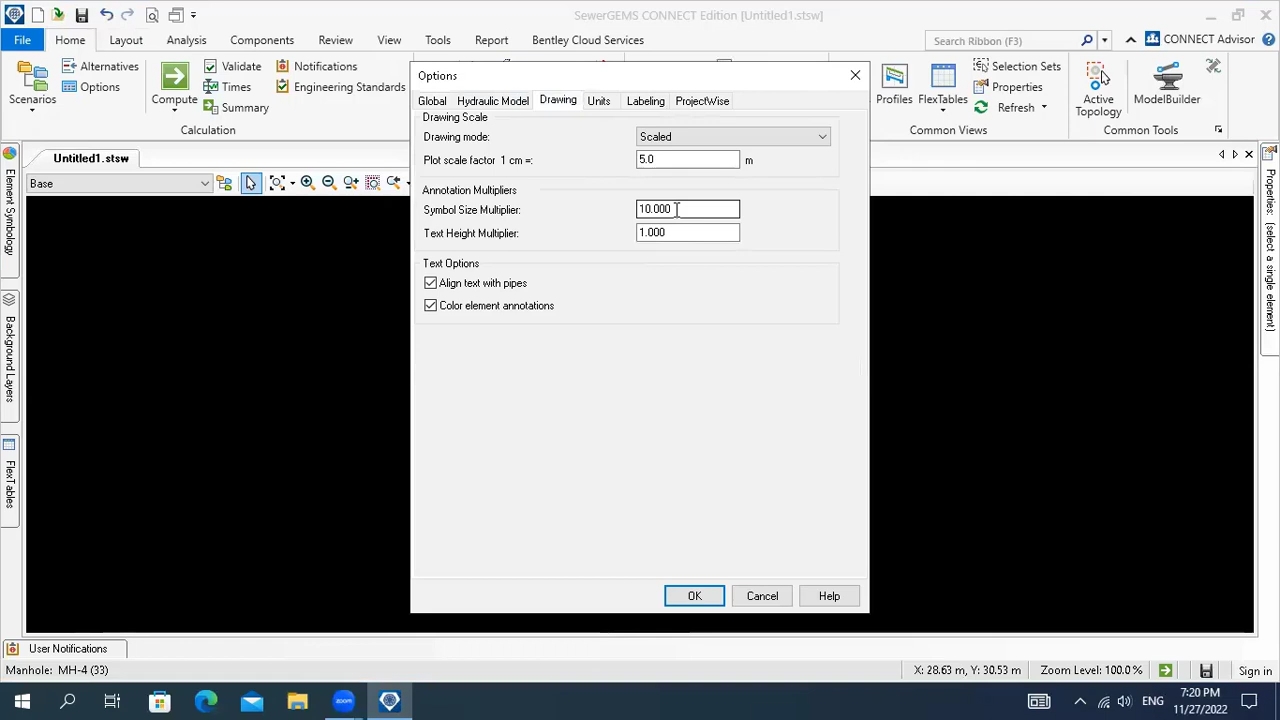 SewerGEMS CONNECT Edition [Untitled1.stsw]
File Home Layout Analysis Components Review View Tools Report Bentley Cloud Services Search Ribbon (F3) CONNECT Advisor
Scenarios
Alternatives
Options
Compute
Validate
Times
Summary
Notifications
Engineering Standards
Calculation
Profiles
FlexTables
Selection Sets
Properties
Refresh
Common Views
Active
Topology
ModelBuilder
Common Tools
Untitled1.stsw
Base
Element Symbology
Background Layers
FlexTables
Options
Global Hydraulic Model Drawing Units Labeling ProjectWise
Drawing Scale
Drawing mode: Scaled
Plot scale factor 1 cm =: 5.0 m
Annotation Multipliers
Symbol Size Multiplier: 10.000
Text Height Multiplier: 1.000
Text Options
Align text with pipes
Color element annotations
OK Cancel Help
Properties: (select a single element)
User Notifications
Manhole: MH-4 (33) X: 28.63 m, Y: 30.53 m Zoom Level: 100.0 % Sign in
zoom
ENG
7:20 PM
11/27/2022